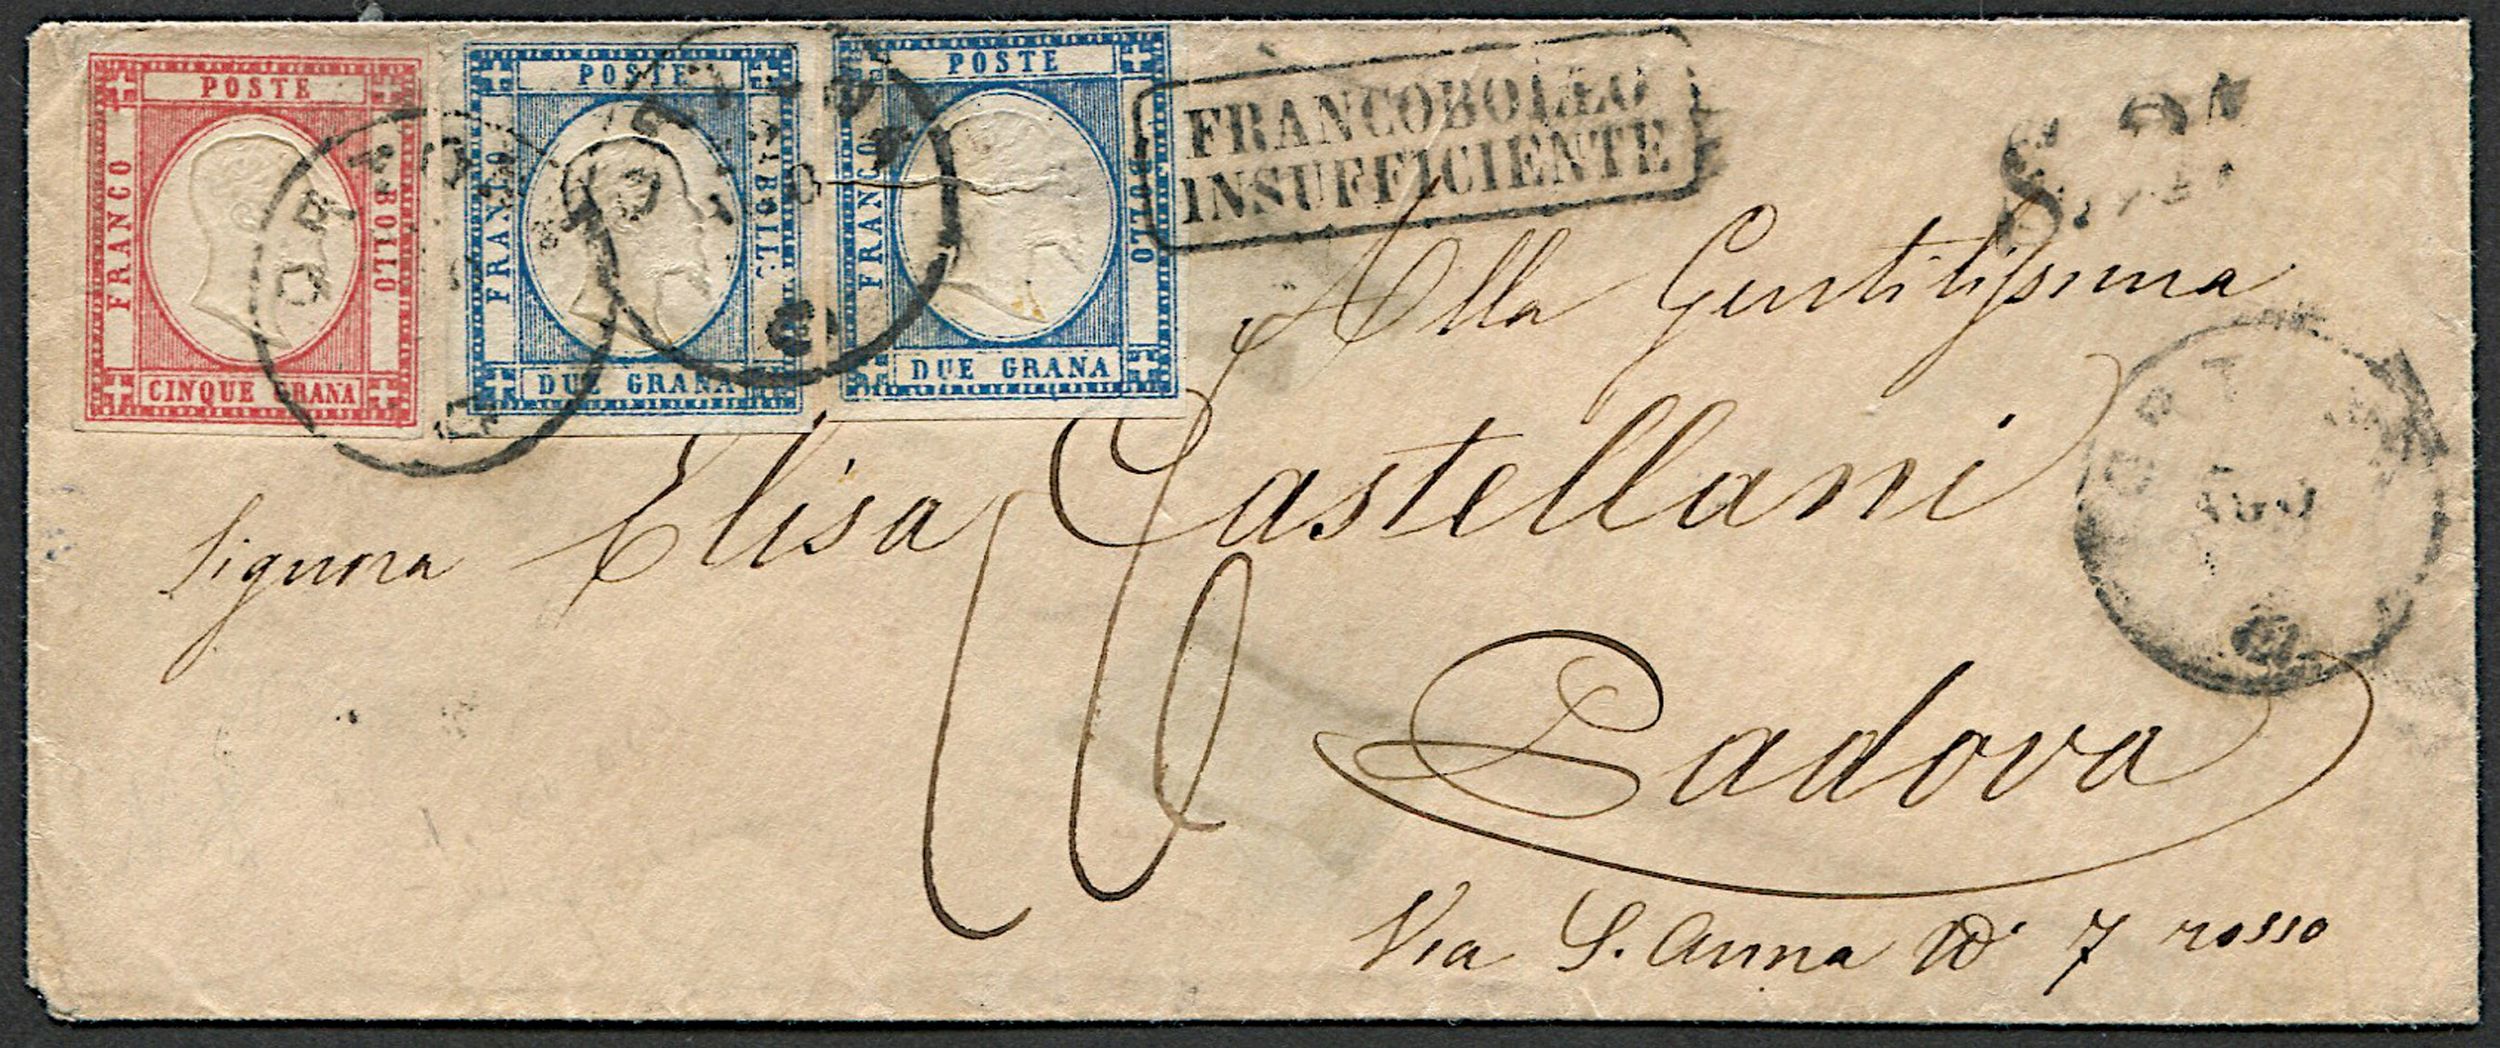 POSTE
FRANCO
BOLLO
CINQUE GRANA
POSTE
FRANCO
BOLLO
DUE GRANA
POSTE
FRANCO
BOLLO
DUE GRANA
FRANCOBOLLO
INSUFFICIENTE
Alla Gentilissima
Signora Elisa Castellani
Padova
Via S. Anna No 7 rosso